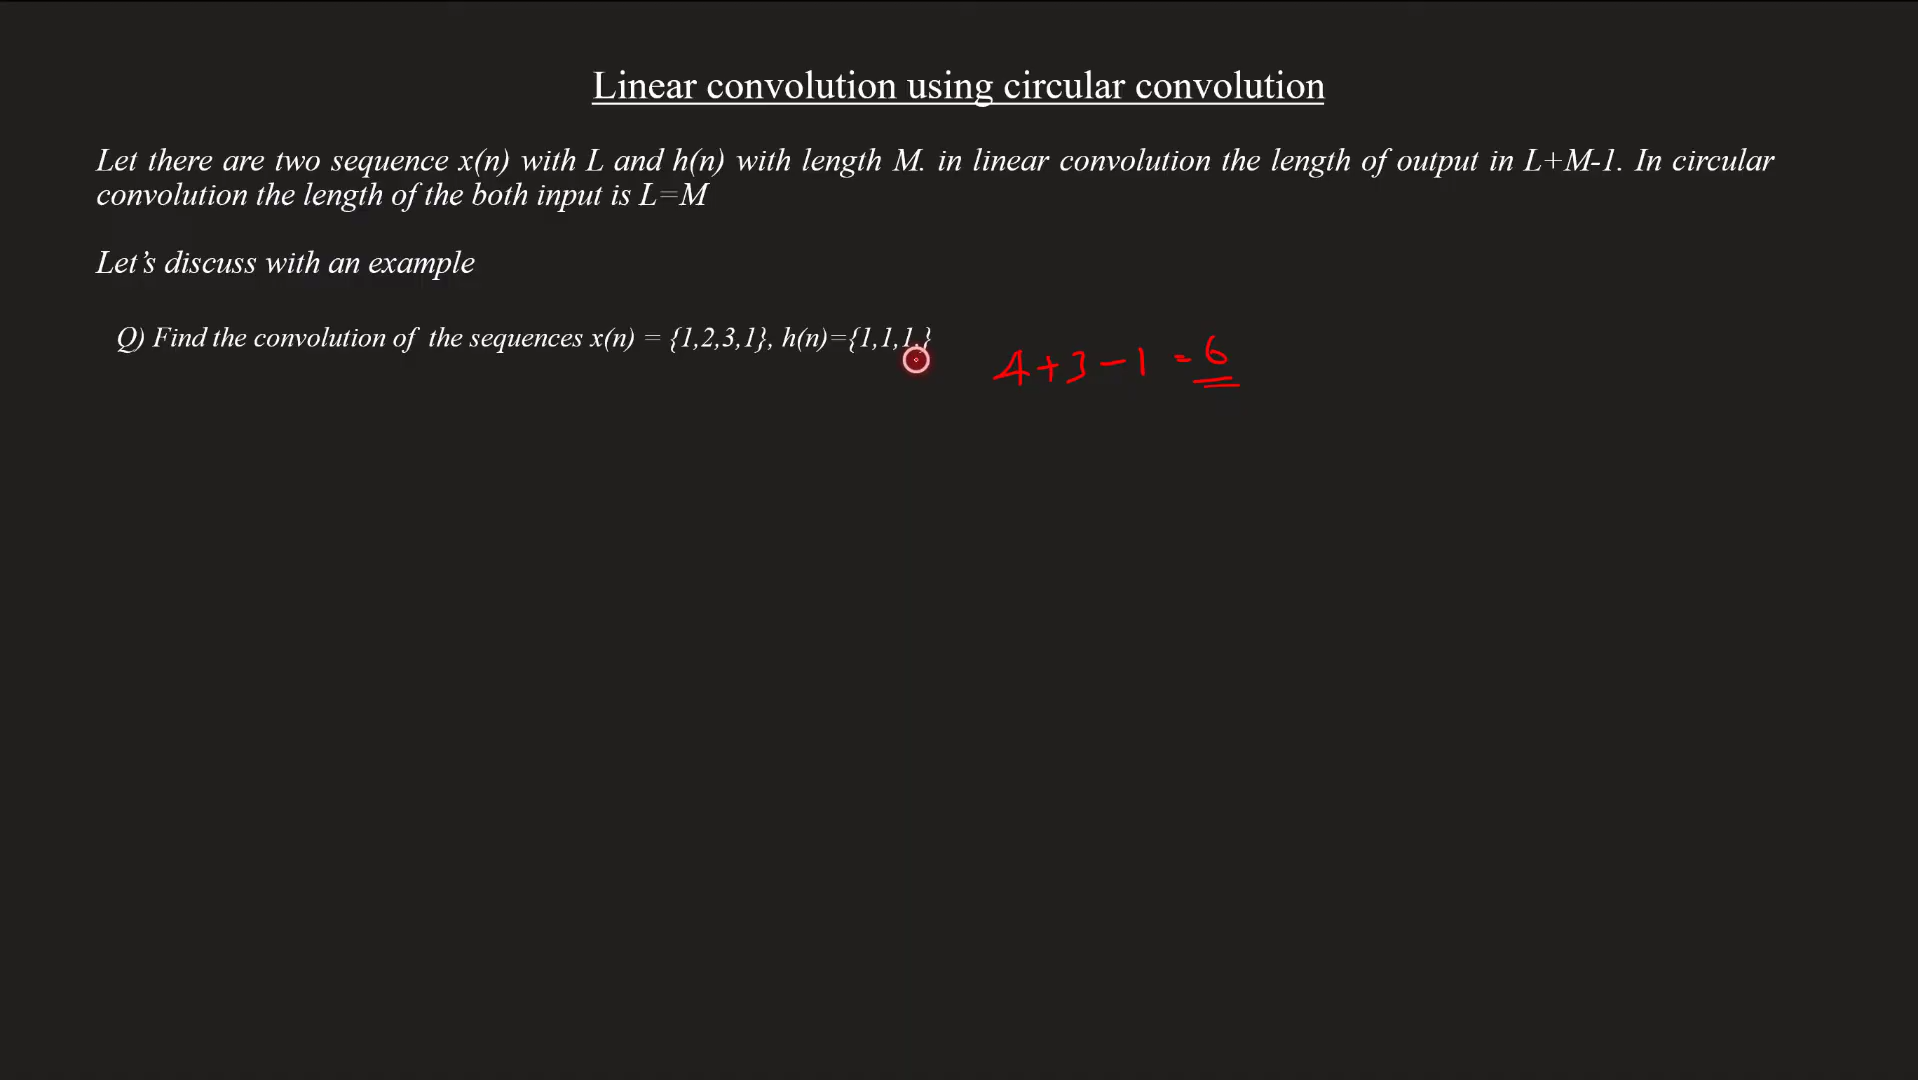 Linear convolution using circular convolution
Let there are two sequence x(n) with L and h(n) with length M. in linear convolution the length of output in L+M-1. In circular
convolution the length of the both input is L=M
Let’s discuss with an example
Q) Find the convolution of the sequences x(n) = {1,2,3,1}, h(n)={1,1,1,}
4+3-1 = 6